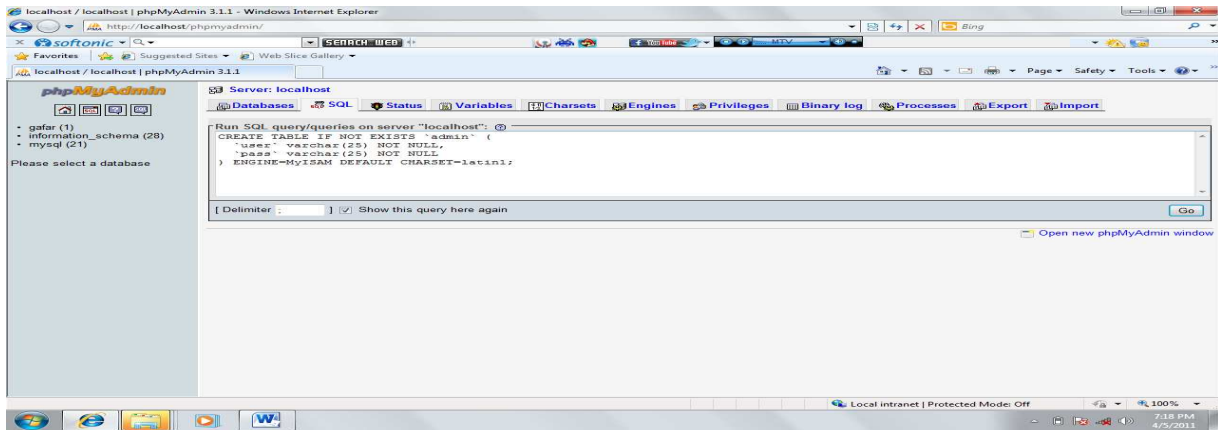 localhost / localhost | phpMyAdmin 3.1.1 - Windows Internet Explorer
http://localhost/phpmyadmin/
Bing
softonic
SEARCH WEB
You Tube
MTV
Favorites
Suggested Sites
Web Slice Gallery
localhost / localhost | phpMyAdmin 3.1.1
Page
Safety
Tools
phpMyAdmin
gafar (1)
information_schema (28)
mysql (21)
Please select a database
Server: localhost
Databases SQL Status Variables Charsets Engines Privileges Binary log Processes Export Import
Run SQL query/queries on server "localhost":
CREATE TABLE IF NOT EXISTS `admin` (
`user` varchar(25) NOT NULL,
`pass` varchar(25) NOT NULL
) ENGINE=MyISAM DEFAULT CHARSET=latin1;
[ Delimiter ; ] Show this query here again
Go
Open new phpMyAdmin window
Local intranet | Protected Mode: Off
100%
7:18 PM
4/5/2011